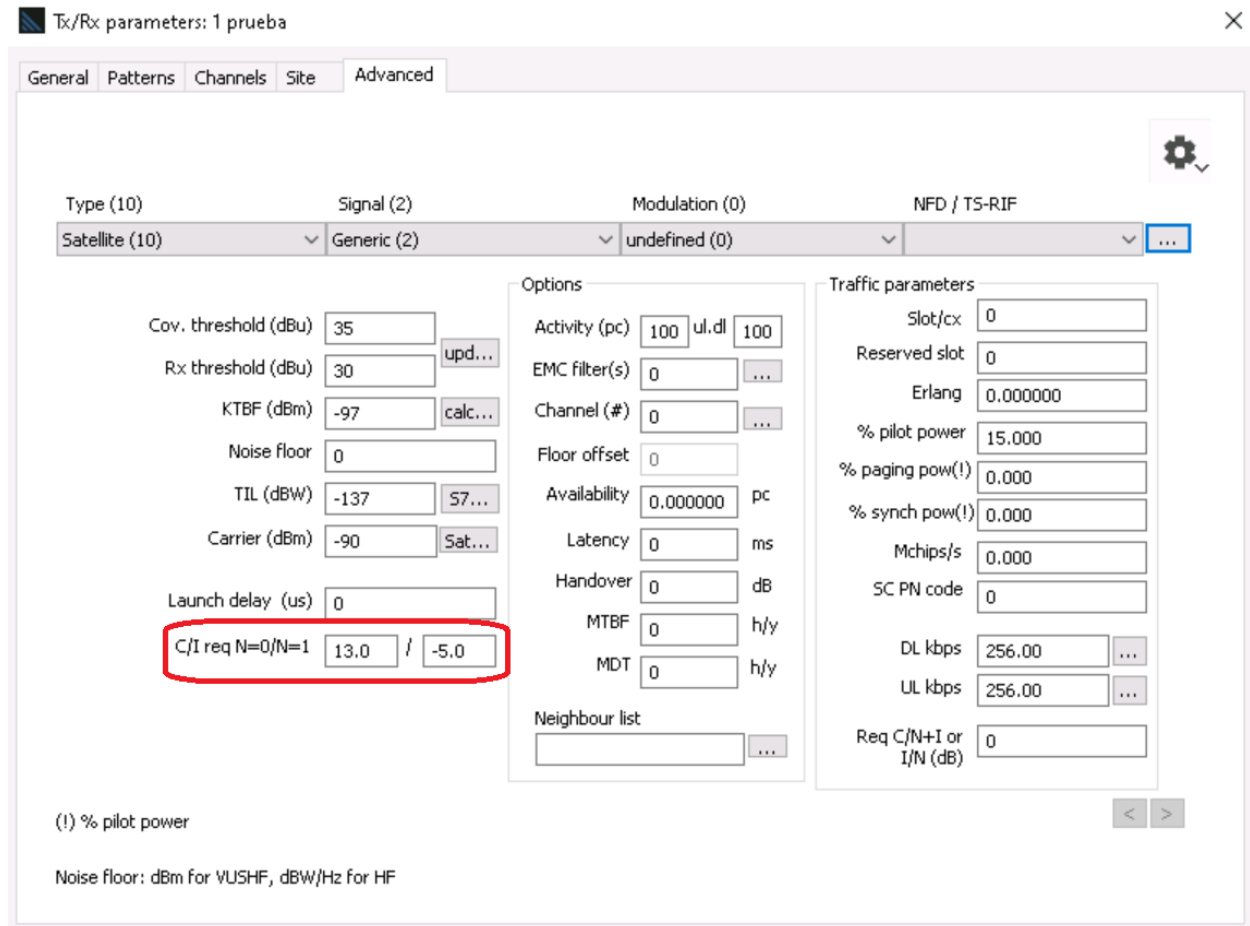 Tx/Rx parameters: 1 prueba
General Patterns Channels Site Advanced
Type (10) Signal (2) Modulation (0) NFD / TS-RIF
Satellite (10) Generic (2) undefined (0) ...
Options
Traffic parameters
Cov. threshold (dBu) 35
Rx threshold (dBu) 30
upd...
KTBF (dBm) -97 calc...
Noise floor 0
TIL (dBW) -137 S7...
Carrier (dBm) -90 Sat...
Launch delay (us) 0
C/I req N=0/N=1 13.0 / -5.0
Activity (pc) 100 ul.dl 100
EMC filter(s) 0 ...
Channel (#) 0 ...
Floor offset 0
Availability 0.000000 pc
Latency 0 ms
Handover 0 dB
MTBF 0 h/y
MDT 0 h/y
Neighbour list
...
Slot/cx 0
Reserved slot 0
Erlang 0.000000
% pilot power 15.000
% paging pow(!) 0.000
% synch pow(!) 0.000
Mchips/s 0.000
SC PN code 0
DL kbps 256.00 ...
UL kbps 256.00 ...
Req C/N+I or 0
I/N (dB)
< >
(!) % pilot power
Noise floor: dBm for VUSHF, dBW/Hz for HF